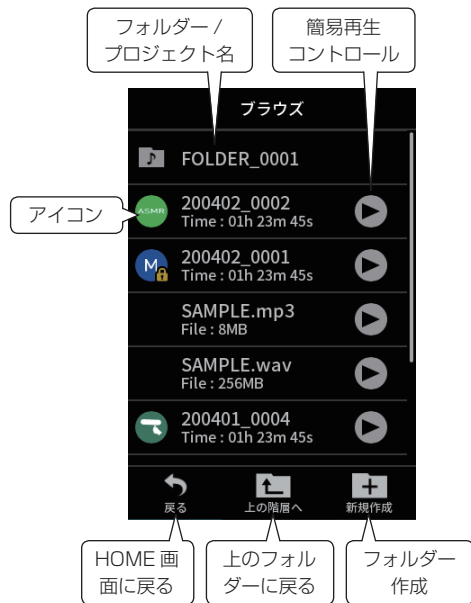 フォルダー /
プロジェクト名
簡易再生
コントロール
ブラウズ
FOLDER_0001
アイコン
ASMR
200402_0002
Time : 01h 23m 45s
M
200402_0001
Time : 01h 23m 45s
SAMPLE.mp3
File : 8MB
SAMPLE.wav
File : 256MB
200401_0004
Time : 01h 23m 45s
戻る
上の階層へ
新規作成
HOME 画
面に戻る
上のフォル
ダーに戻る
フォルダー
作成